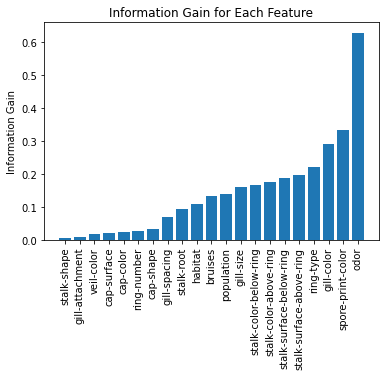 Information Gain for Each Feature
Information Gain
0.6
0.5
0.4
0.3
0.2
0.1
0.0
stalk-shape
gill-attachment
veil-color
cap-surface
cap-color
ring-number
cap-shape
gill-spacing
stalk-root
habitat
bruises
population
gill-size
stalk-color-below-ring
stalk-color-above-ring
stalk-surface-below-ring
stalk-surface-above-ring
ring-type
gill-color
spore-print-color
odor